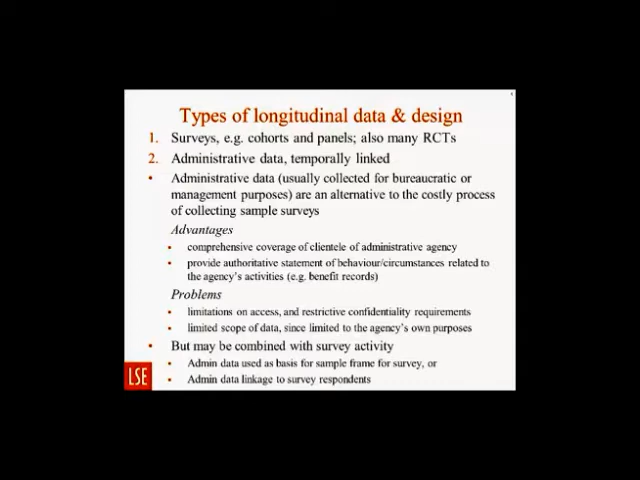 Types of longitudinal data & design
1. Surveys, e.g. cohorts and panels; also many RCTs
2. Administrative data, temporally linked
• Administrative data (usually collected for bureaucratic or
management purposes) are an alternative to the costly process
of collecting sample surveys
Advantages
• comprehensive coverage of clientele of administrative agency
• provide authoritative statement of behaviour/circumstances related to
the agency's activities (e.g. benefit records)
Problems
• limitations on access, and restrictive confidentiality requirements
• limited scope of data, since limited to the agency's own purposes
• But may be combined with survey activity
• Admin data used as basis for sample frame for survey, or
• Admin data linkage to survey respondents
LSE